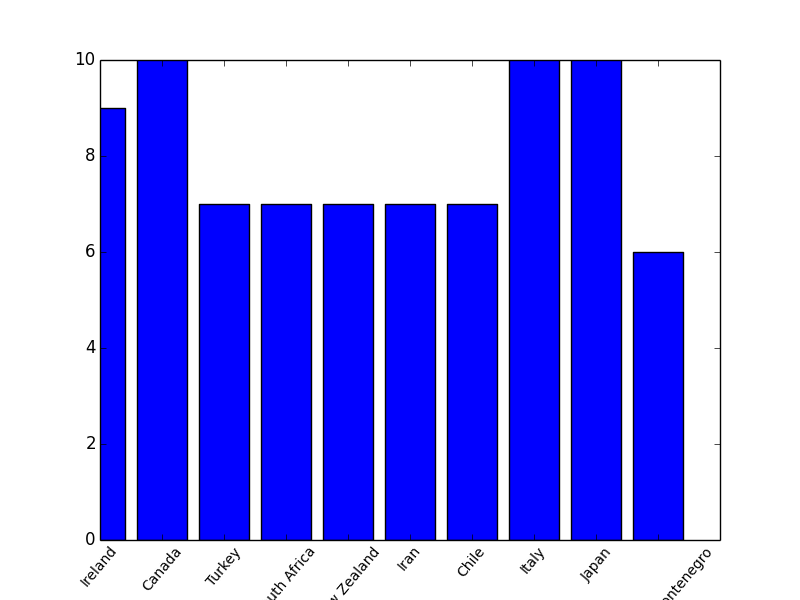 10
8
6
4
2
0
Ireland
Canada
Turkey
uth Africa
w Zealand
Iran
Chile
Italy
Japan
ontenegro